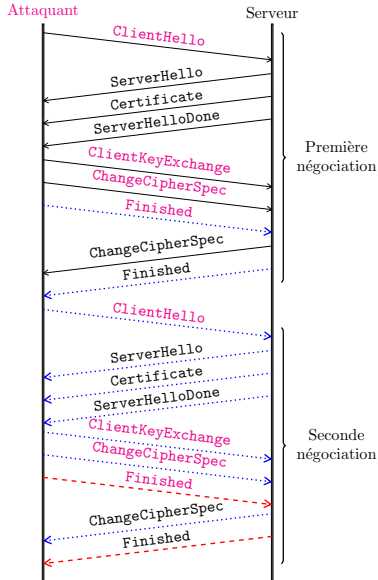 Attaquant
Serveur
ClientHello
ServerHello
Certificate
ServerHelloDone
ClientKeyExchange
ChangeCipherSpec
Finished
ChangeCipherSpec
Finished
Première
négociation
ClientHello
ServerHello
Certificate
ServerHelloDone
ClientKeyExchange
ChangeCipherSpec
Finished
ChangeCipherSpec
Finished
Seconde
négociation